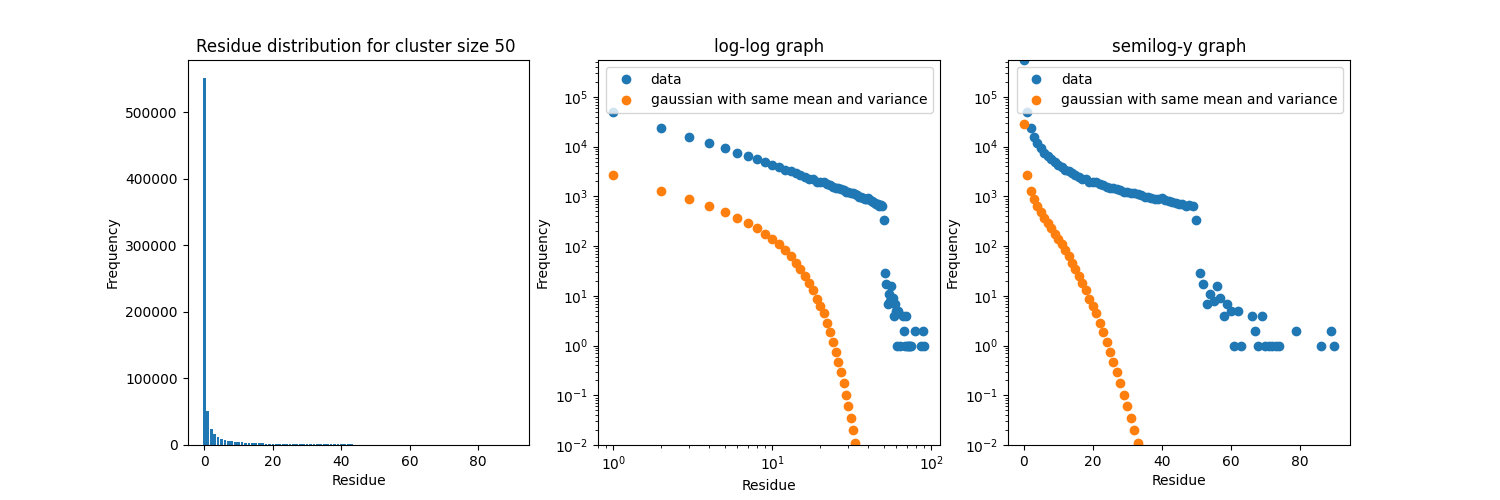 Residue distribution for cluster size 50
500000
400000
300000
200000
100000
0
Frequency
0 20 40 60 80
Residue
log-log graph
data
gaussian with same mean and variance
10^5
10^4
10^3
10^2
10^1
10^0
10^-1
10^-2
Frequency
10^0 10^1 10^2
Residue
semilog-y graph
data
gaussian with same mean and variance
10^5
10^4
10^3
10^2
10^1
10^0
10^-1
10^-2
Frequency
0 20 40 60 80
Residue